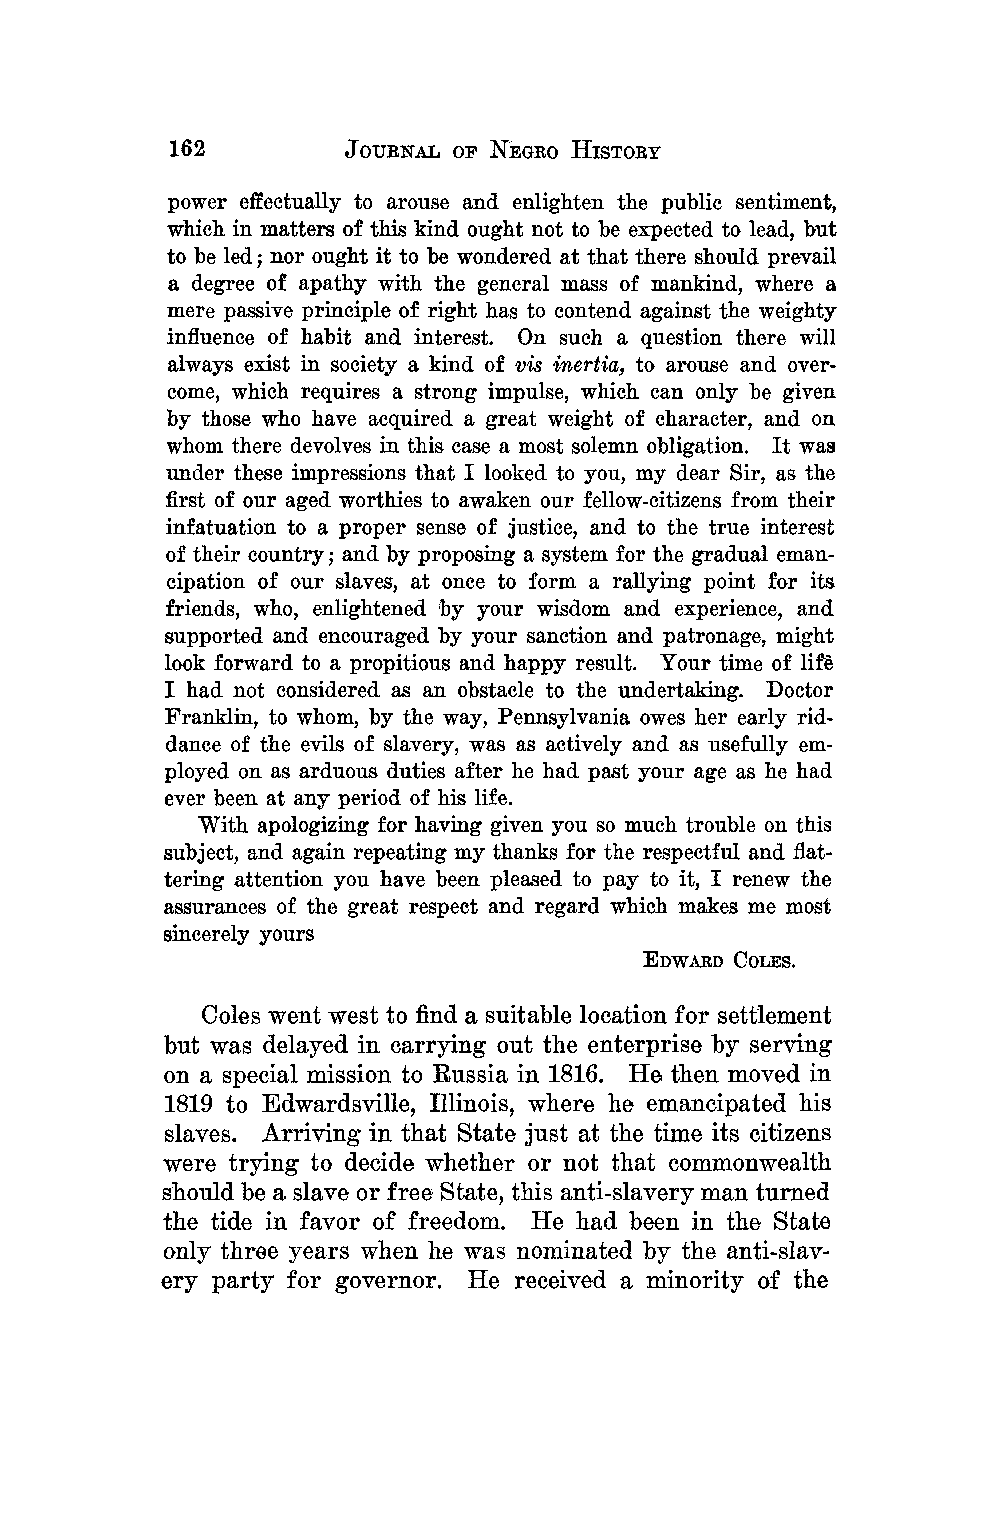 162 JOURNAL OF NEGRO HISTORY
power effectually to arouse and enlighten the public sentiment,
which in matters of this kind ought not to be expected to lead, but
to be led; nor ought it to be wondered at that there should prevail
a degree of apathy with the general mass of mankind, where a
mere passive principle of right has to contend against the weighty
influence of habit and interest. On such a question there will
always exist in society a kind of vis inertia, to arouse and over-
come, which requires a strong impulse, which can only be given
by those who have acquired a great weight of character, and on
whom there devolves in this case a most solemn obligation. It was
under these impressions that I looked to you, my dear Sir, as the
first of our aged worthies to awaken our fellow-citizens from their
infatuation to a proper sense of justice, and to the true interest
of their country; and by proposing a system for the gradual eman-
cipation of our slaves, at once to form a rallying point for its
friends, who, enlightened by your wisdom and experience, and
supported and encouraged by your sanction and patronage, might
look forward to a propitious and happy result. Your time of life
I had not considered as an obstacle to the undertaking. Doctor
Franklin, to whom, by the way, Pennsylvania owes her early rid-
dance of the evils of slavery, was as actively and as usefully em-
ployed on as arduous duties after he had past your age as he had
ever been at any period of his life.
With apologizing for having given you so much trouble on this
subject, and again repeating my thanks for the respectful and flat-
tering attention you have been pleased to pay to it, I renew the
assurances of the great respect and regard which makes me most
sincerely yours
EDWARD COLES.
Coles went west to find a suitable location for settlement
but was delayed in carrying out the enterprise by serving
on a special mission to Russia in 1816. He then moved in
1819 to Edwardsville, Illinois, where he emancipated his
slaves. Arriving in that State just at the time its citizens
were trying to decide whether or not that commonwealth
should be a slave or free State, this anti-slavery man turned
the tide in favor of freedom. He had been in the State
only three years when he was nominated by the anti-slav-
ery party for governor. He received a minority of the